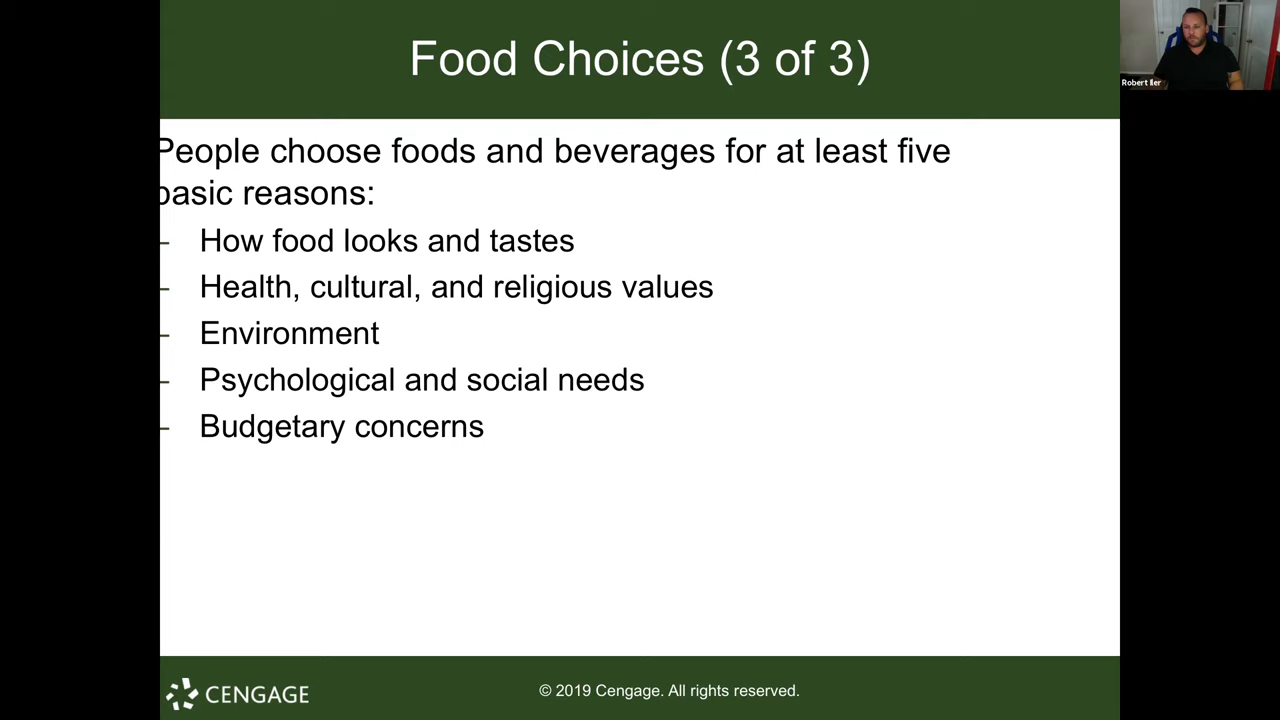 Food Choices (3 of 3)
People choose foods and beverages for at least five
basic reasons:
– How food looks and tastes
– Health, cultural, and religious values
– Environment
– Psychological and social needs
– Budgetary concerns
CENGAGE
© 2019 Cengage. All rights reserved.
Robert Iler